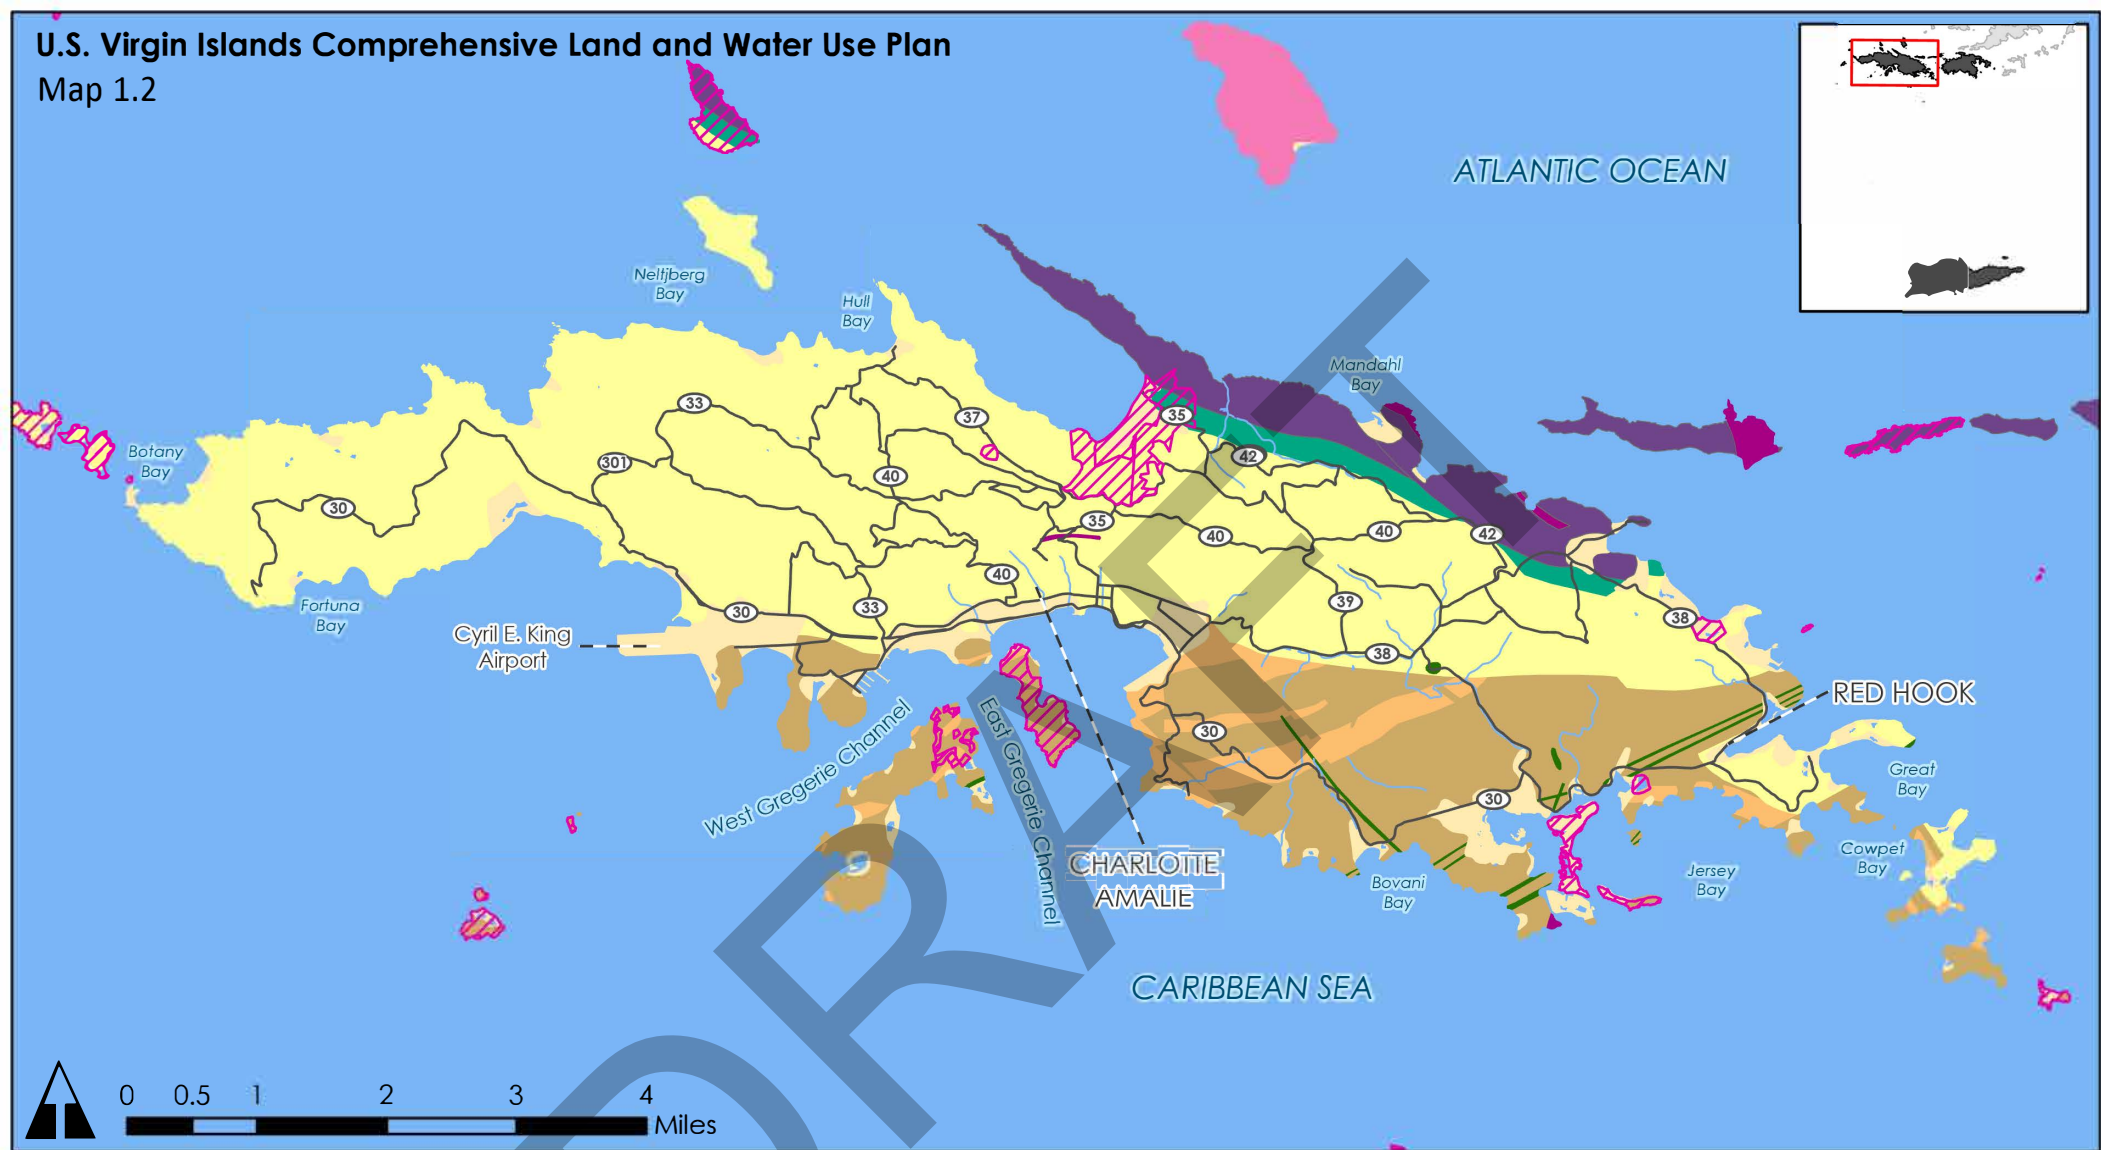 U.S. Virgin Islands Comprehensive Land and Water Use Plan
Map 1.2
ATLANTIC OCEAN
Neltjberg
Bay
Hull
Bay
Mandahl
Bay
33
37
35
42
301
40
Botany
Bay
30
35
40
40
42
40
39
Fortuna
Bay
30
33
38
Cyril E. King
Airport
38
RED HOOK
30
West Gregerie Channel
East Gregerie Channel
30
Great
Bay
CHARLOTTE
AMALIE
Bovani
Bay
Jersey
Bay
Cowpet
Bay
CARIBBEAN SEA
DRAFT
0 0.5 1 2 3 4
Miles